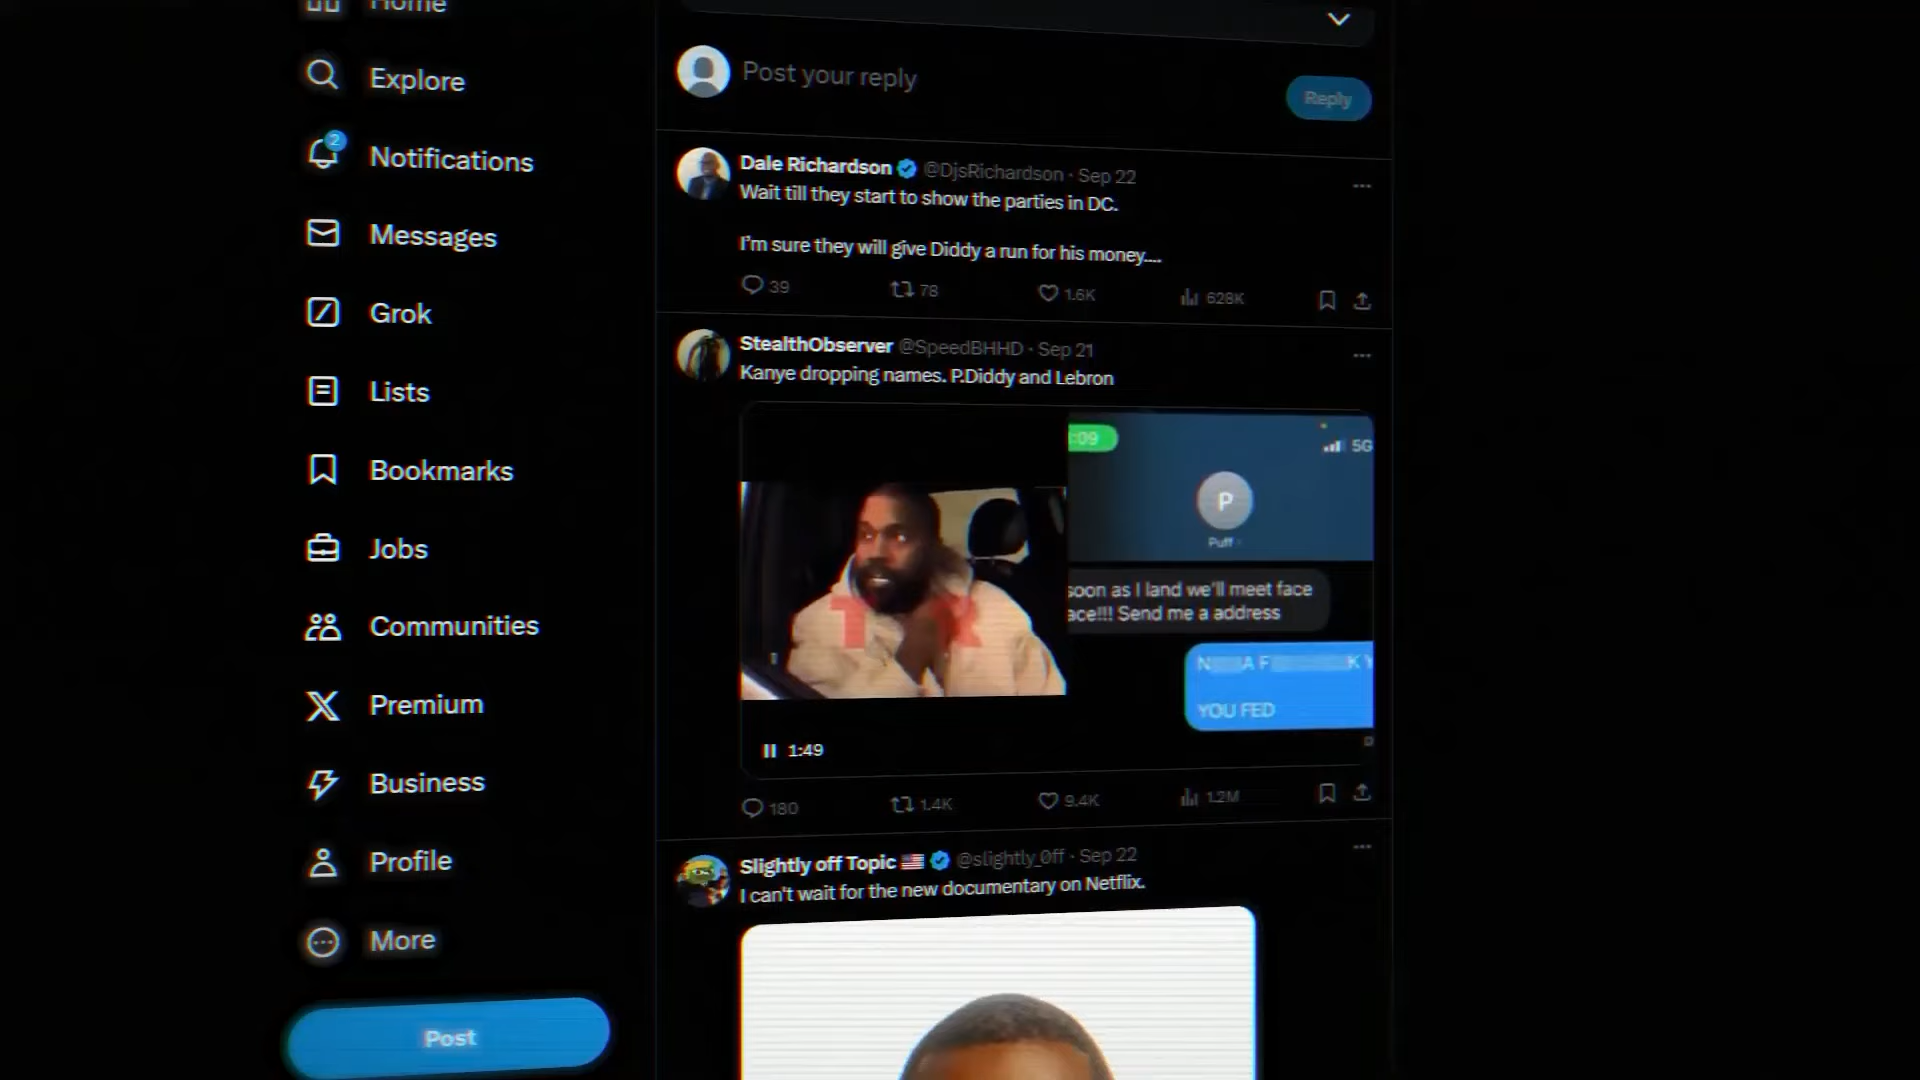 Home
Explore
2
Notifications
Messages
Grok
Lists
Bookmarks
Jobs
Communities
Premium
Business
Profile
More
Post
Post your reply
Reply
Dale Richardson @DjsRichardson · Sep 22
Wait till they start to show the parties in DC.
I'm sure they will give Diddy a run for his money....
39 78 1.6K 628K
StealthObserver @SpeedBHHD · Sep 21
Kanye dropping names. P.Diddy and Lebron
:09 5G
P
Puff
soon as I land we'll meet face
ace!!! Send me a address
N A F K Y
YOU FED
1:49
180 1.4K 9.4K 1.2M
Slightly off Topic @slightly_0ff · Sep 22
I can't wait for the new documentary on Netflix.